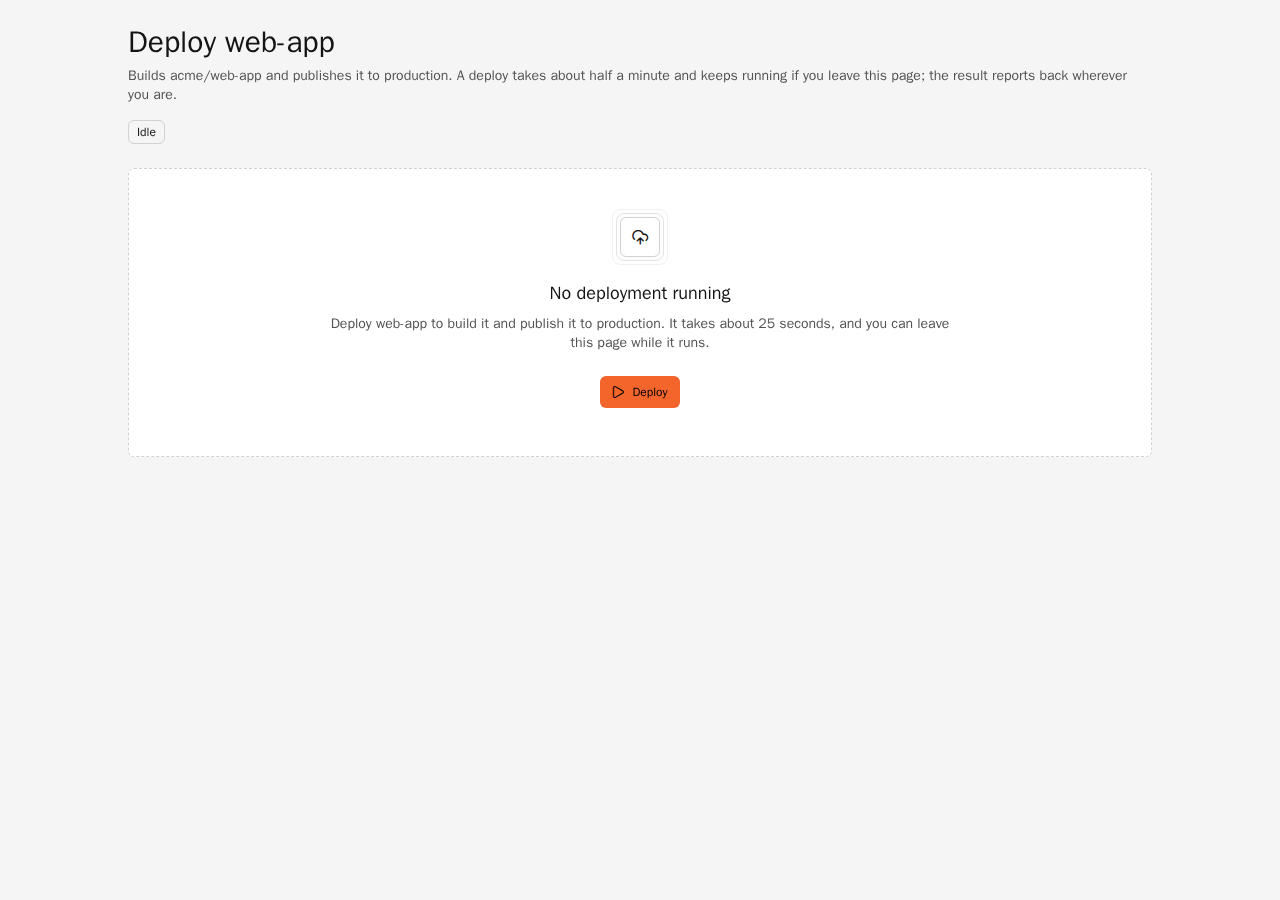 Deploy web-app
Builds acme/web-app and publishes it to production. A deploy takes about half a minute and keeps running if you leave this page; the result reports back wherever
you are.
Idle
No deployment running
Deploy web-app to build it and publish it to production. It takes about 25 seconds, and you can leave
this page while it runs.
Deploy